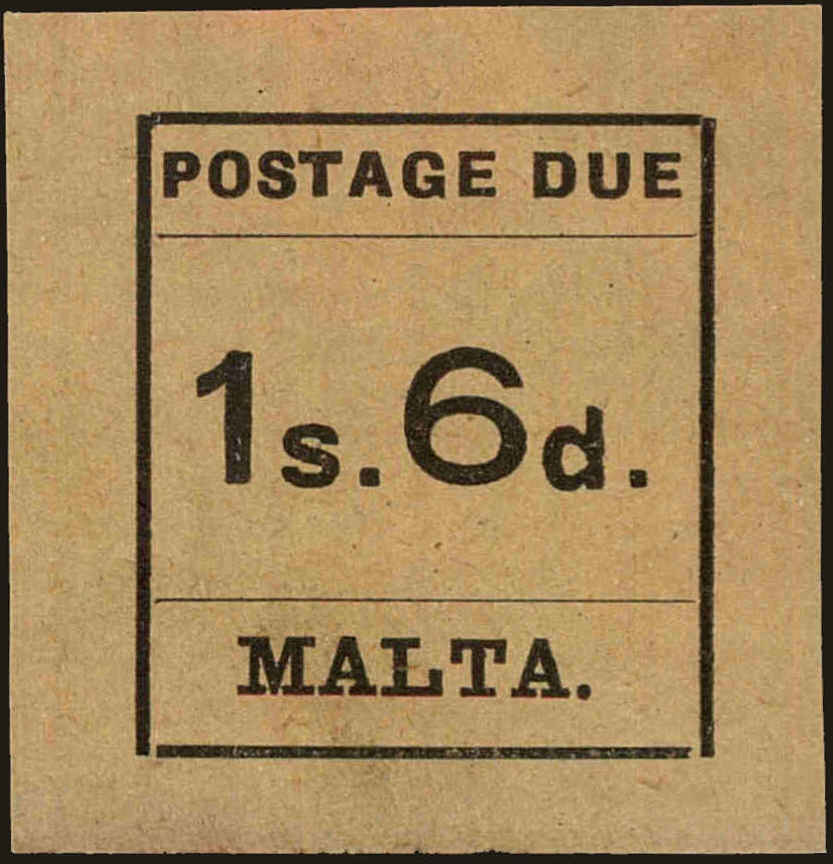 POSTAGE DUE
1s.6d.
MALTA.